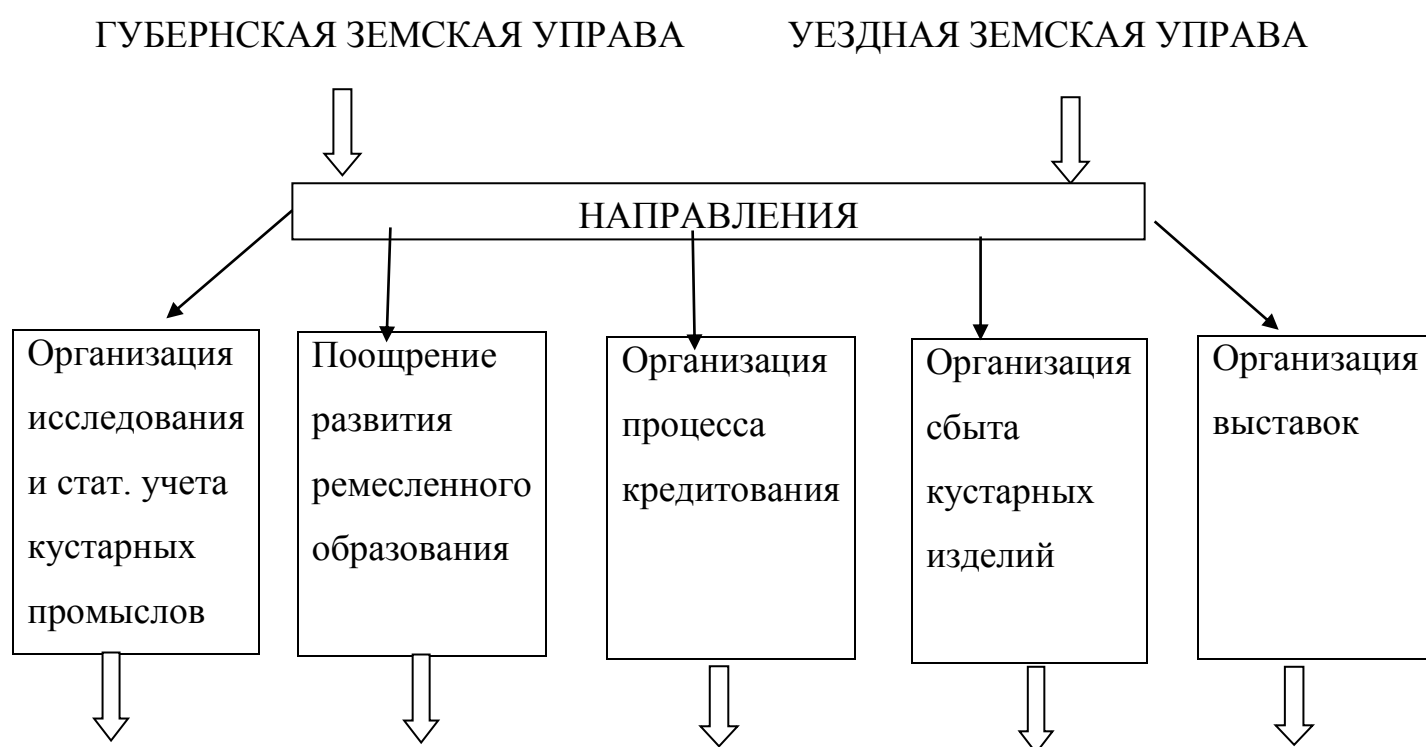 ГУБЕРНСКАЯ ЗЕМСКАЯ УПРАВА УЕЗДНАЯ ЗЕМСКАЯ УПРАВА
НАПРАВЛЕНИЯ
Организация
исследования
и стат. учета
кустарных
промыслов
Поощрение
развития
ремесленного
образования
Организация
процесса
кредитования
Организация
сбыта
кустарных
изделий
Организация
выставок